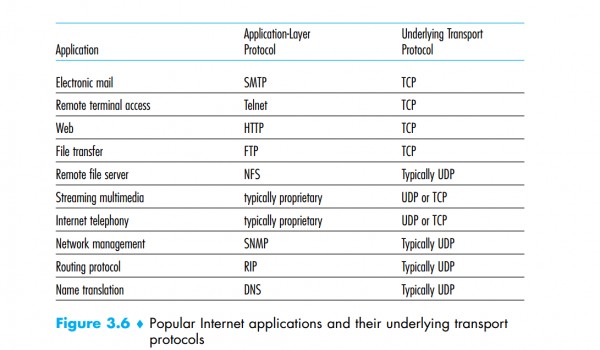 Application Application-Layer Protocol Underlying Transport Protocol
Electronic mail SMTP TCP
Remote terminal access Telnet TCP
Web HTTP TCP
File transfer FTP TCP
Remote file server NFS Typically UDP
Streaming multimedia typically proprietary UDP or TCP
Internet telephony typically proprietary UDP or TCP
Network management SNMP Typically UDP
Routing protocol RIP Typically UDP
Name translation DNS Typically UDP
Figure 3.6 ♦ Popular Internet applications and their underlying transport
protocols